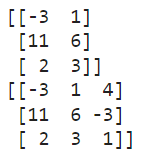 [[-3  1]
 [11  6]
 [ 2  3]]
[[-3  1  4]
 [11  6 -3]
 [ 2  3  1]]